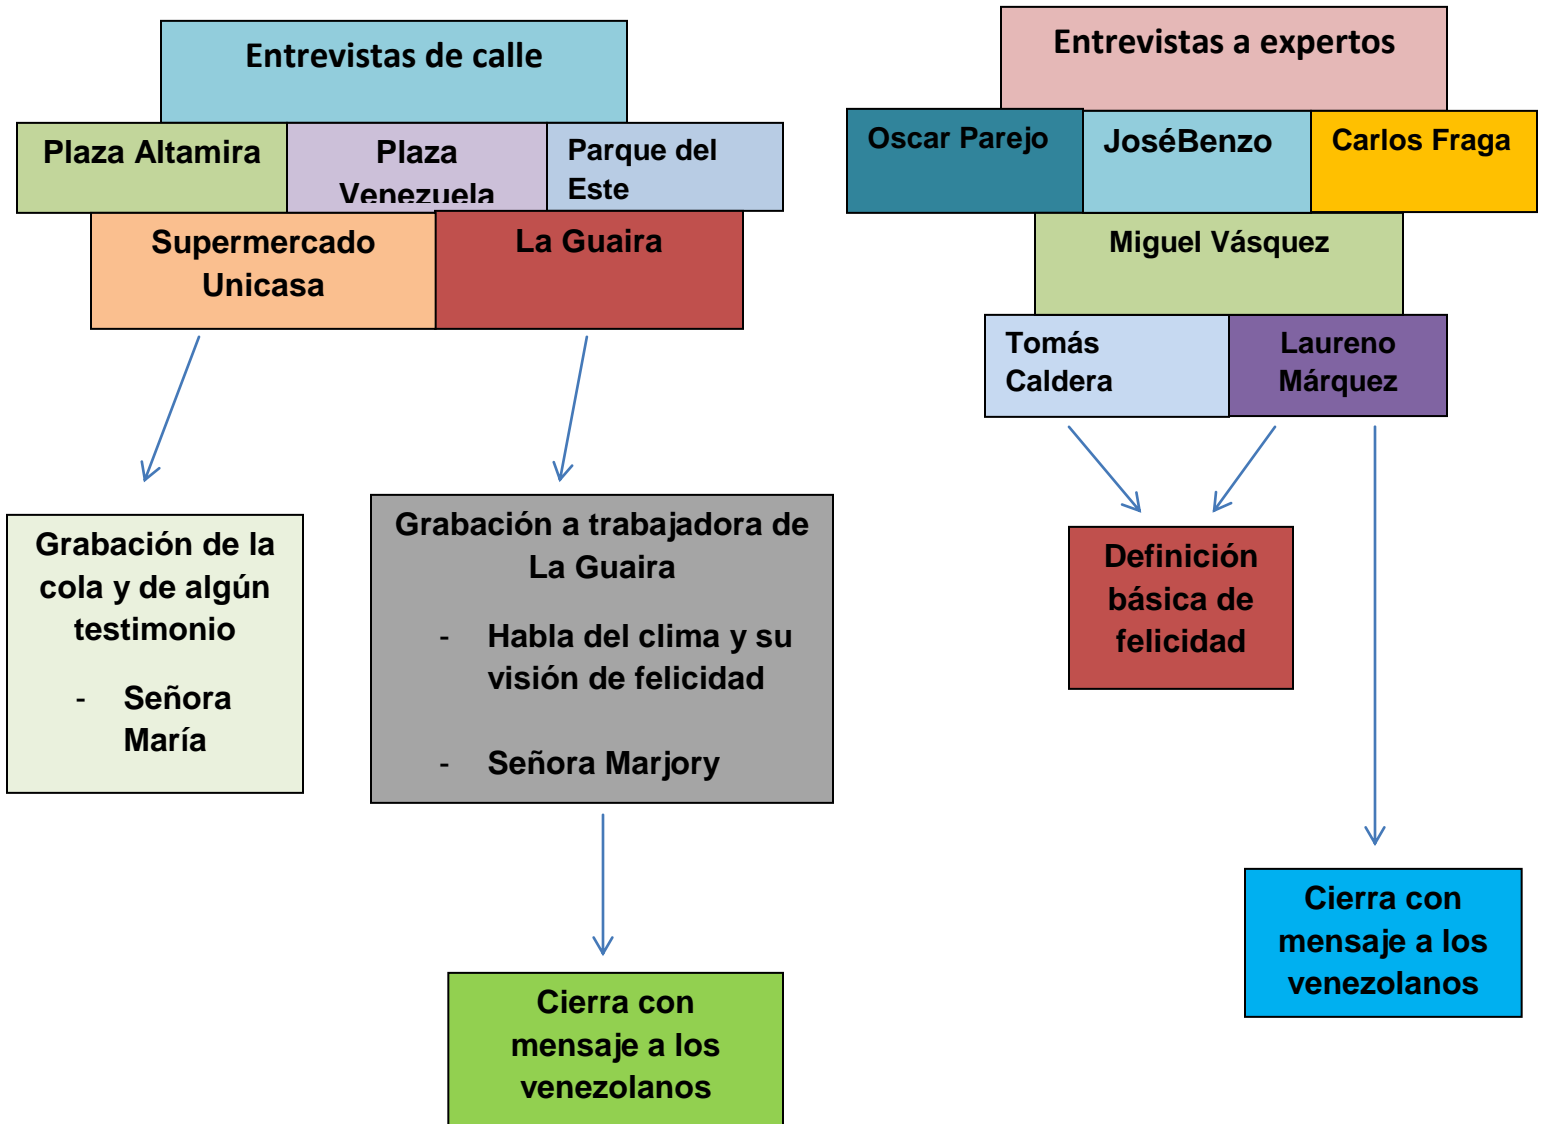 Entrevistas de calle
Plaza Altamira
Plaza
Venezuela
Parque del
Este
Supermercado
Unicasa
La Guaira
Grabación de la
cola y de algún
testimonio
- Señora
María
Grabación a trabajadora de
La Guaira
- Habla del clima y su
visión de felicidad
- Señora Marjory
Cierra con
mensaje a los
venezolanos
Entrevistas a expertos
Oscar Parejo
JoséBenzo
Carlos Fraga
Miguel Vásquez
Tomás
Caldera
Laureno
Márquez
Definición
básica de
felicidad
Cierra con
mensaje a los
venezolanos